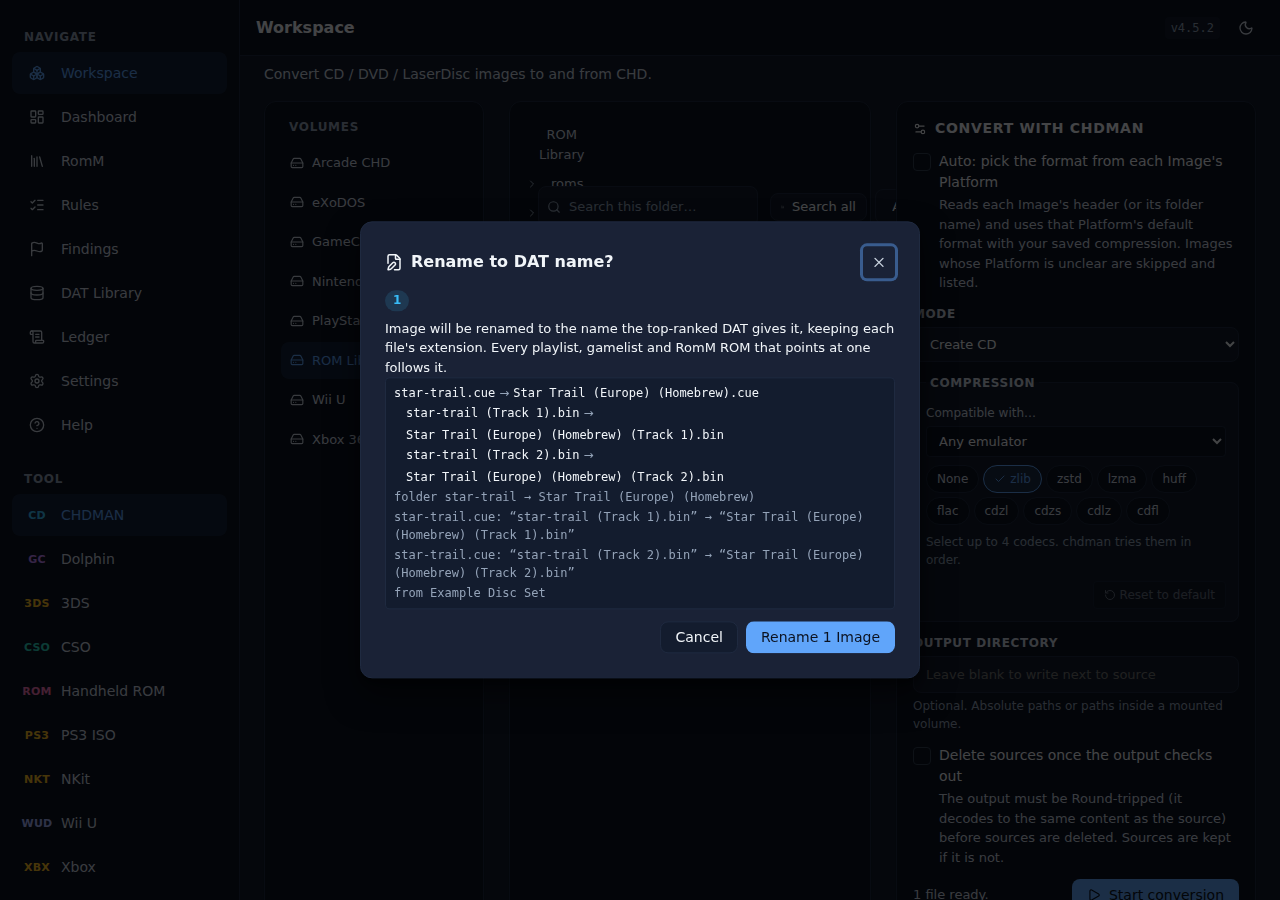 NAVIGATE
Workspace
Dashboard
RomM
Rules
Findings
DAT Library
Ledger
Settings
Help
TOOL
CD CHDMAN
GC Dolphin
3DS 3DS
CSO CSO
ROM Handheld ROM
PS3 PS3 ISO
NKT NKit
WUD Wii U
XBX Xbox
Workspace
v4.5.2
Convert CD / DVD / LaserDisc images to and from CHD.
VOLUMES
Arcade CHD
eXoDOS
GameC
Ninten
PlaySta
ROM Li
Wii U
Xbox 36
ROM
Library
roms
Search this folder...
Search all
Rename to DAT name?
1
Image will be renamed to the name the top-ranked DAT gives it, keeping each
file's extension. Every playlist, gamelist and RomM ROM that points at one
follows it.
star-trail.cue → Star Trail (Europe) (Homebrew).cue
star-trail (Track 1).bin →
Star Trail (Europe) (Homebrew) (Track 1).bin
star-trail (Track 2).bin →
Star Trail (Europe) (Homebrew) (Track 2).bin
folder star-trail → Star Trail (Europe) (Homebrew)
star-trail.cue: “star-trail (Track 1).bin” → “Star Trail (Europe)
(Homebrew) (Track 1).bin”
star-trail.cue: “star-trail (Track 2).bin” → “Star Trail (Europe)
(Homebrew) (Track 2).bin”
from Example Disc Set
Cancel
Rename 1 Image
CONVERT WITH CHDMAN
Auto: pick the format from each Image's
Platform
Reads each Image's header (or its folder
name) and uses that Platform's default
format with your saved compression. Images
whose Platform is unclear are skipped and
listed.
MODE
Create CD
COMPRESSION
Compatible with...
Any emulator
None zlib zstd lzma huff
flac cdzl cdzs cdlz cdfl
Select up to 4 codecs. chdman tries them in
order.
Reset to default
OUTPUT DIRECTORY
Leave blank to write next to source
Optional. Absolute paths or paths inside a mounted
volume.
Delete sources once the output checks
out
The output must be Round-tripped (it
decodes to the same content as the source)
before sources are deleted. Sources are kept
if it is not.
1 file ready.
Start conversion